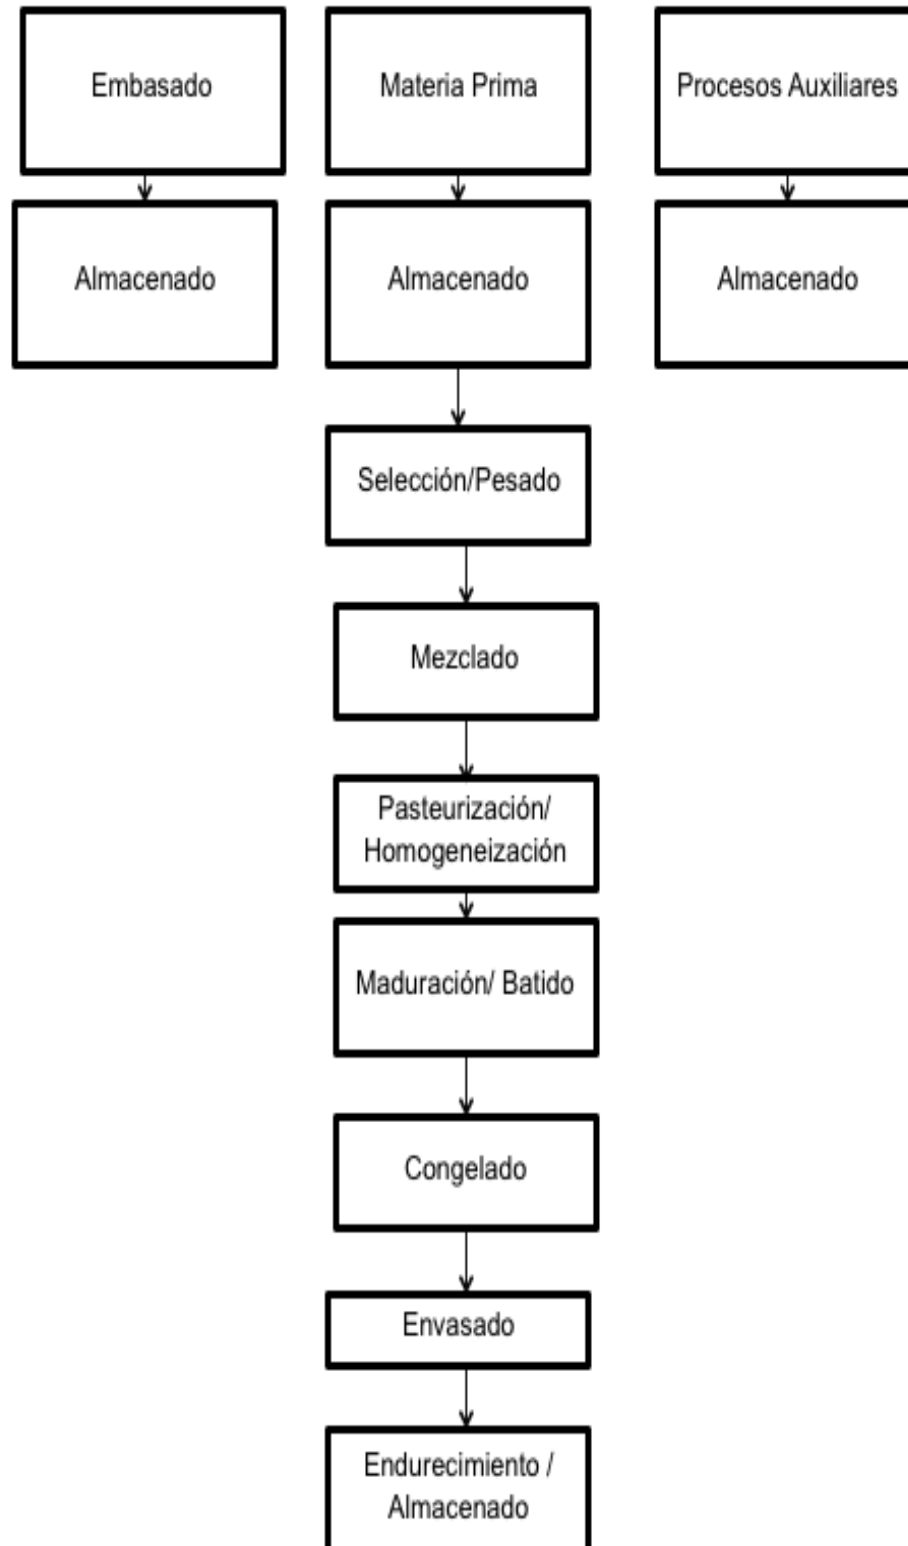 Embasado
Materia Prima
Procesos Auxiliares
Almacenado
Almacenado
Almacenado
Selección/Pesado
Mezclado
Pasteurización/
Homogeneización
Maduración/ Batido
Congelado
Envasado
Endurecimiento /
Almacenado